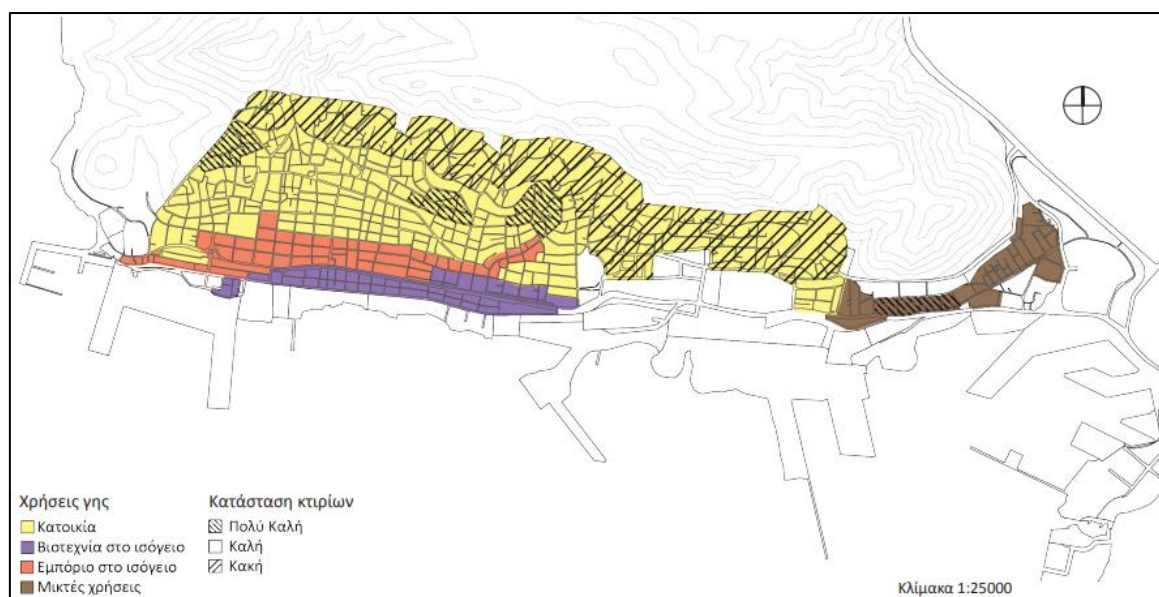 Χρήσεις γης
Κατοικία
Βιοτεχνία στο ισόγειο
Εμπόριο στο ισόγειο
Μικτές χρήσεις
Κατάσταση κτιρίων
Πολύ Καλή
Καλή
Κακή
Κλίμακα 1:25000